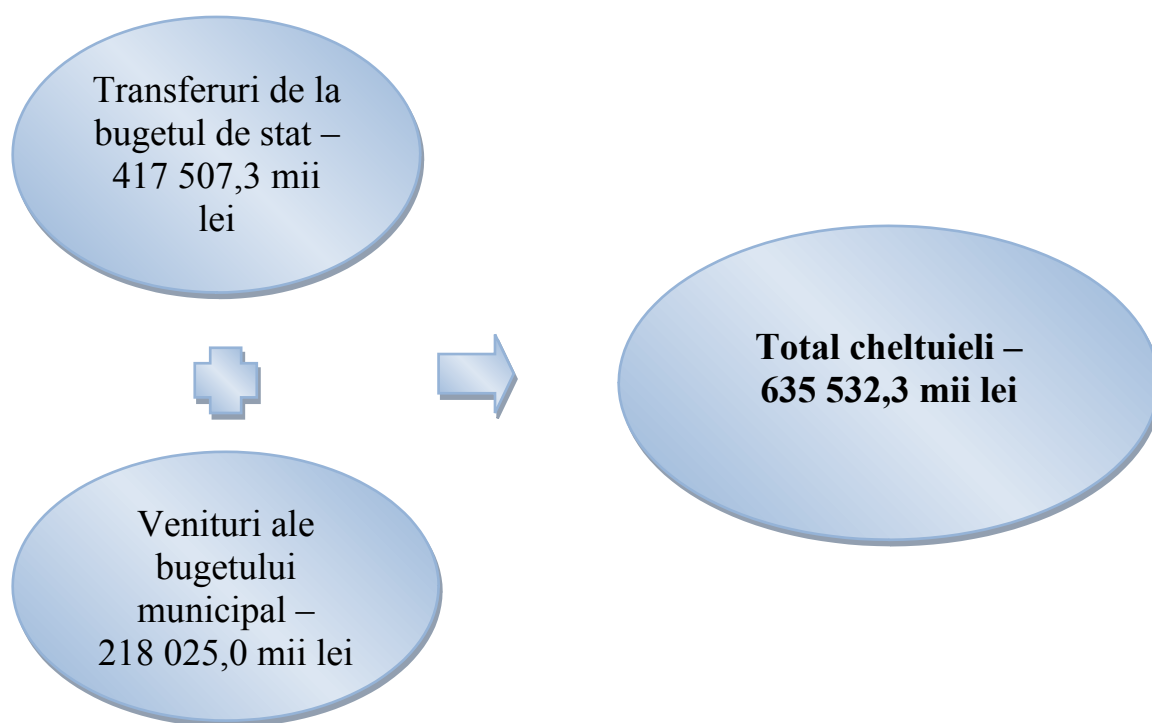 Transferuri de la
bugetul de stat –
417 507,3 mii
lei
Venituri ale
bugetului
municipal –
218 025,0 mii lei
Total cheltuieli –
635 532,3 mii lei